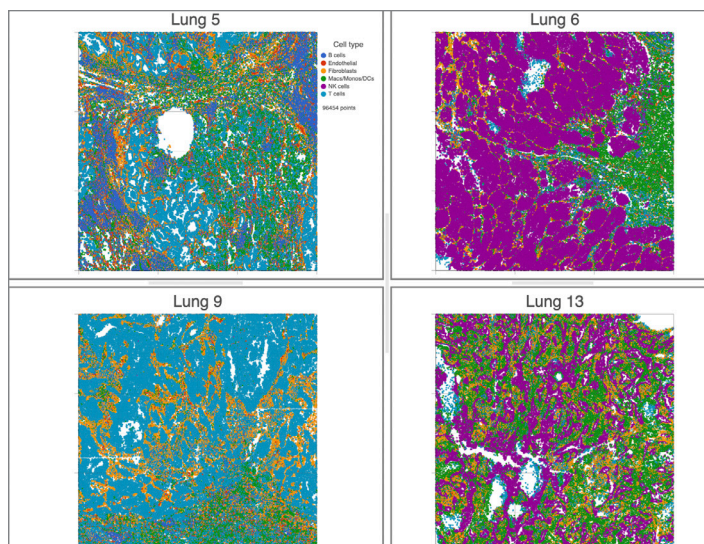 Lung 5
Cell type
B cells
Endothelial
Fibroblasts
Macs/Monos/DCs
NK cells
T cells
96454 points
Lung 6
Lung 9
Lung 13